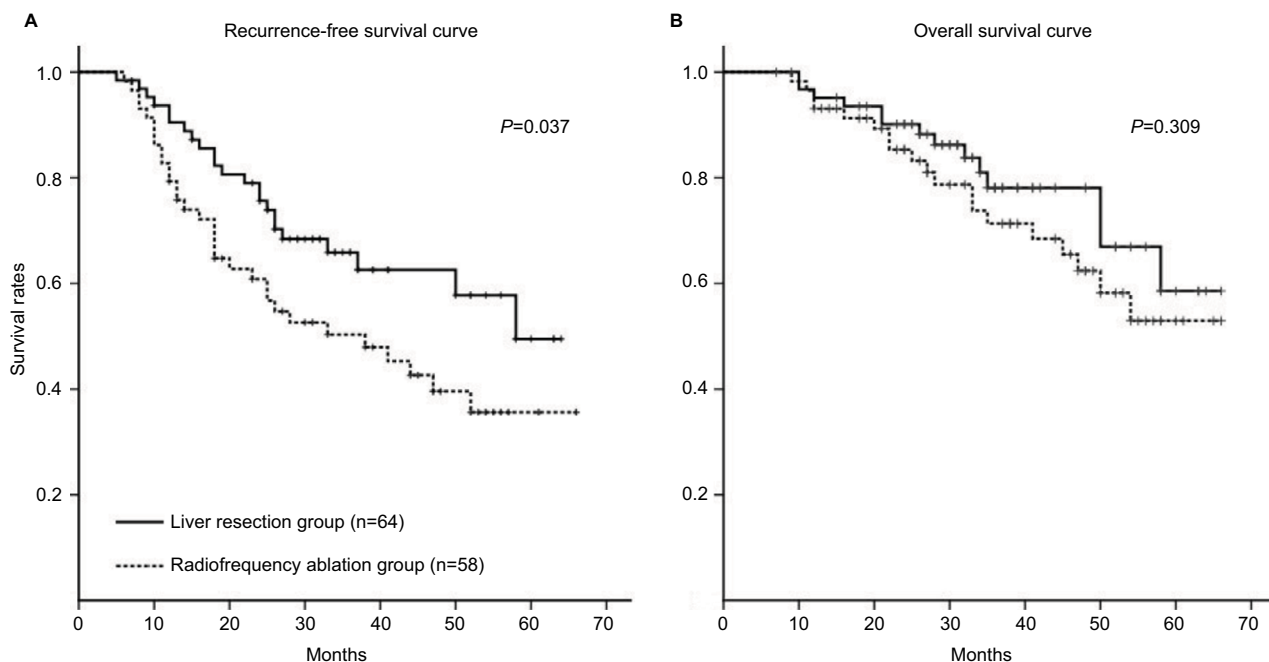 A
Recurrence-free survival curve
P=0.037
Survival rates
1.0
0.8
0.6
0.4
0.2
Liver resection group (n=64)
Radiofrequency ablation group (n=58)
0 10 20 30 40 50 60 70
Months
B
Overall survival curve
P=0.309
1.0
0.8
0.6
0.4
0.2
0 10 20 30 40 50 60 70
Months